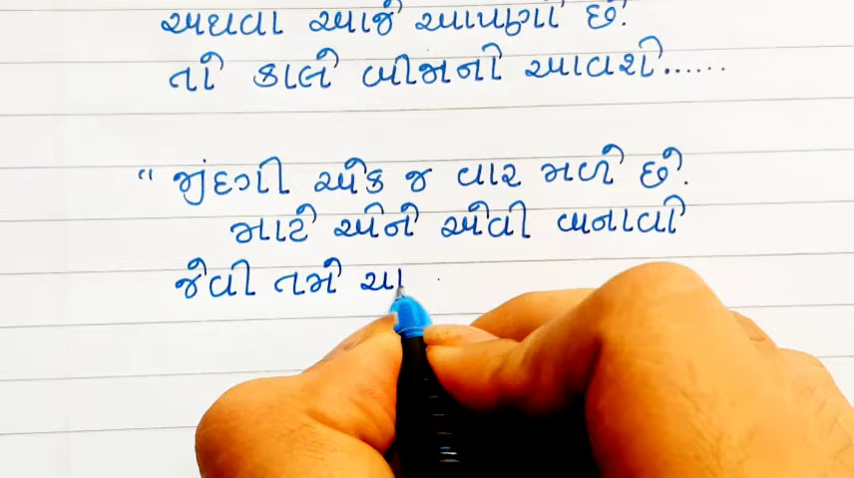 અથવા આજે આપણો છે.
તો કાલે બીજાનો આવશે......
" જીંદગી એક જ વાર મળે છે.
માટે એને એવી બનાવો
જેવી તમે ચા